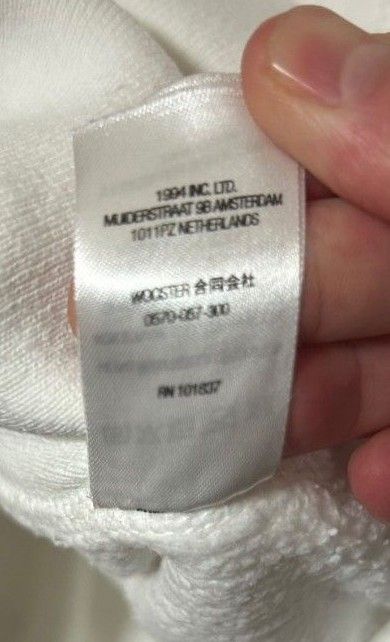 1994 INC. LTD.
MUIDERSTRAAT 9B AMSTERDAM
1011PZ NETHERLANDS
WOOSTER 合同会社
0570-057-300
RN 101837